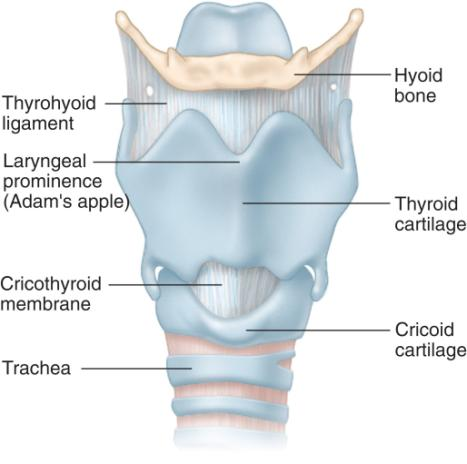 Hyoid
bone
Thyrohyoid
ligament
Laryngeal
prominence
(Adam's apple)
Thyroid
cartilage
Cricothyroid
membrane
Cricoid
cartilage
Trachea